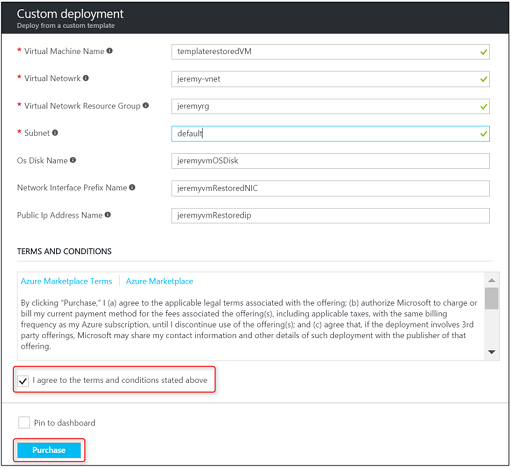 Custom deployment
Deploy from a custom template
* Virtual Machine Name templaterestoredVM
* Virtual Netowrk jeremy-vnet
* Virtual Netowrk Resource Group jeremyrg
* Subnet default
Os Disk Name jeremyvmOSDisk
Network Interface Prefix Name jeremyvmRestoredNIC
Public Ip Address Name jeremyvmRestoredip
TERMS AND CONDITIONS
Azure Marketplace Terms | Azure Marketplace
By clicking "Purchase," I (a) agree to the applicable legal terms associated with the offering; (b) authorize Microsoft to charge or
bill my current payment method for the fees associated the offering(s), including applicable taxes, with the same billing
frequency as my Azure subscription, until I discontinue use of the offering(s); and (c) agree that, if the deployment involves 3rd
party offerings, Microsoft may share my contact information and other details of such deployment with the publisher of that
offering.
I agree to the terms and conditions stated above
Pin to dashboard
Purchase